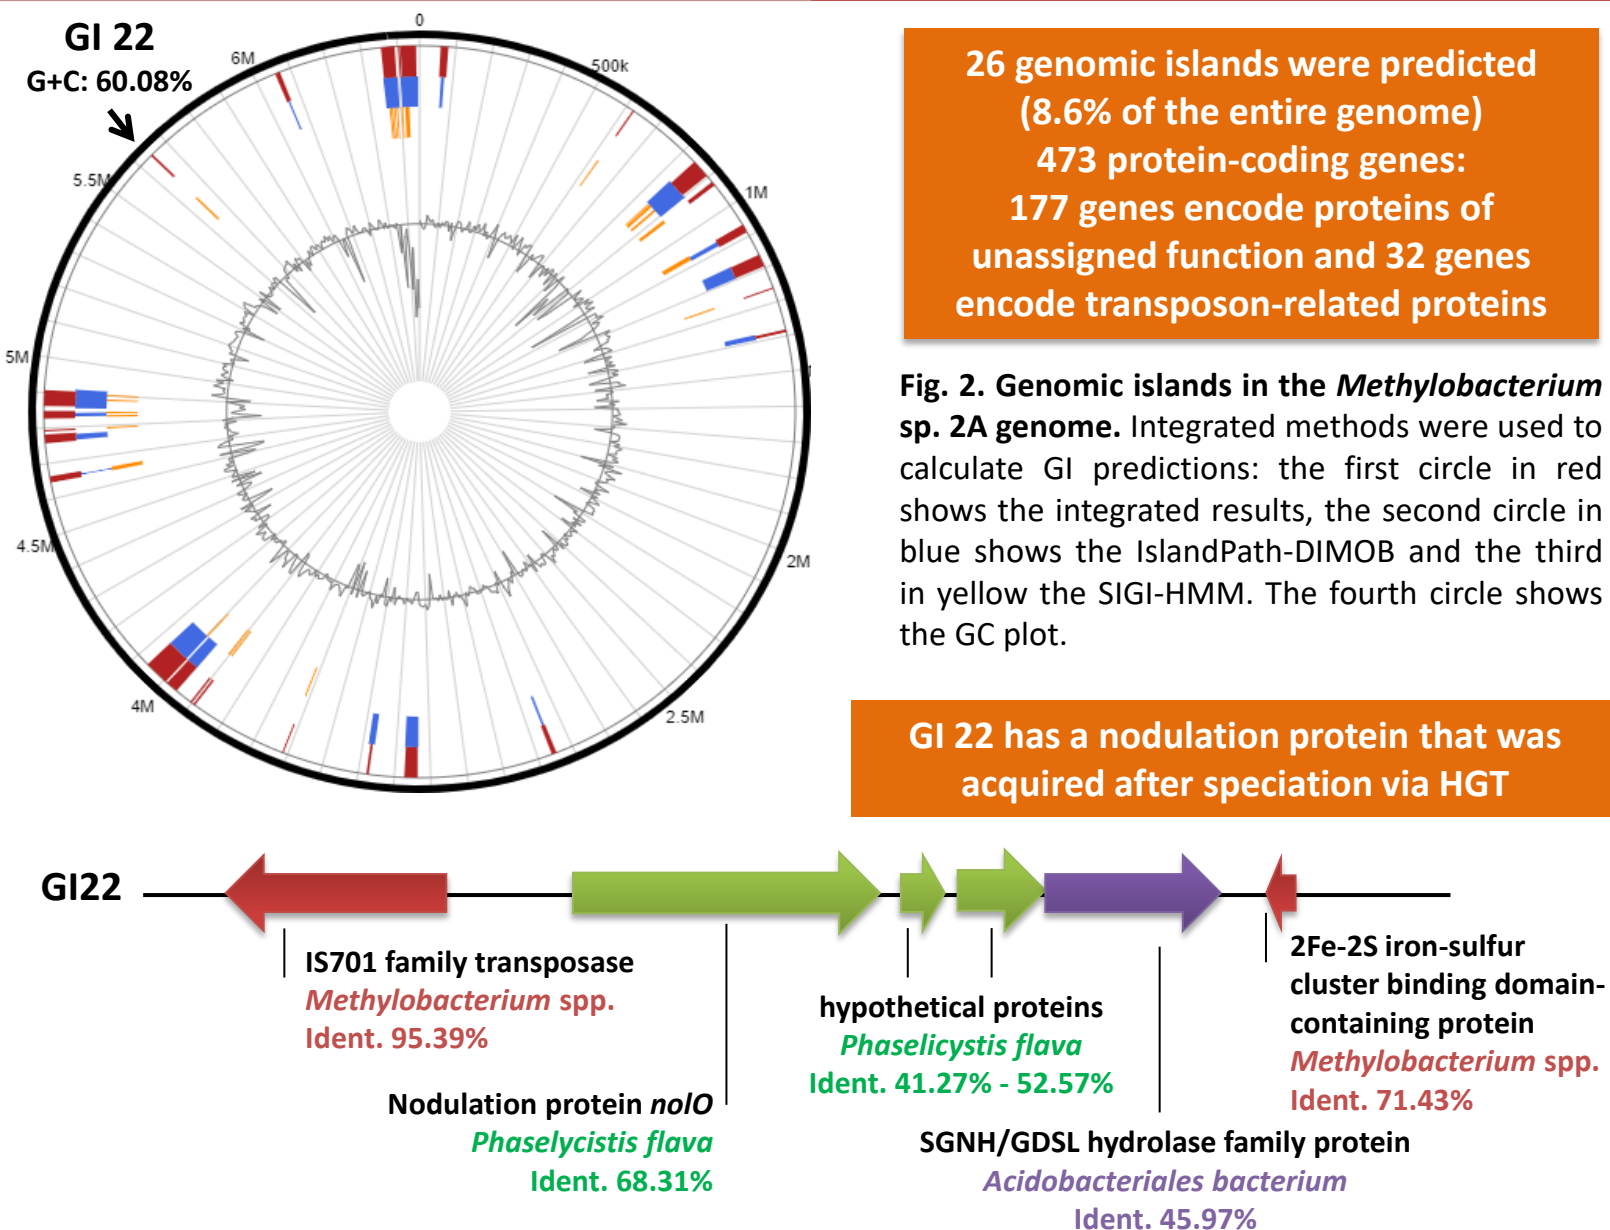 GI 22
G+C: 60.08%
0
500k
1M
2M
2.5M
4M
4.5M
5M
5.5M
6M
26 genomic islands were predicted
(8.6% of the entire genome)
473 protein-coding genes:
177 genes encode proteins of
unassigned function and 32 genes
encode transposon-related proteins
Fig. 2. Genomic islands in the Methylobacterium
sp. 2A genome. Integrated methods were used to
calculate GI predictions: the first circle in red
shows the integrated results, the second circle in
blue shows the IslandPath-DIMOB and the third
in yellow the SIGI-HMM. The fourth circle shows
the GC plot.
GI 22 has a nodulation protein that was
acquired after speciation via HGT
GI22
IS701 family transposase
Methylobacterium spp.
Ident. 95.39%
Nodulation protein nolO
Phaselycistis flava
Ident. 68.31%
hypothetical proteins
Phaselicystis flava
Ident. 41.27% - 52.57%
SGNH/GDSL hydrolase family protein
Acidobacteriales bacterium
Ident. 45.97%
2Fe-2S iron-sulfur
cluster binding domain-
containing protein
Methylobacterium spp.
Ident. 71.43%